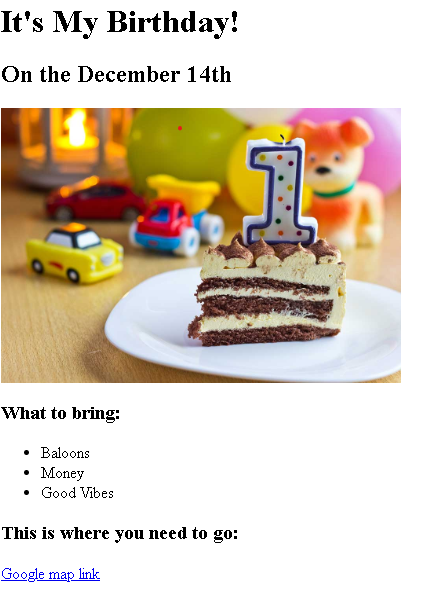 It's My Birthday!
On the December 14th
1
What to bring:
Baloons
Money
Good Vibes
This is where you need to go:
Google map link